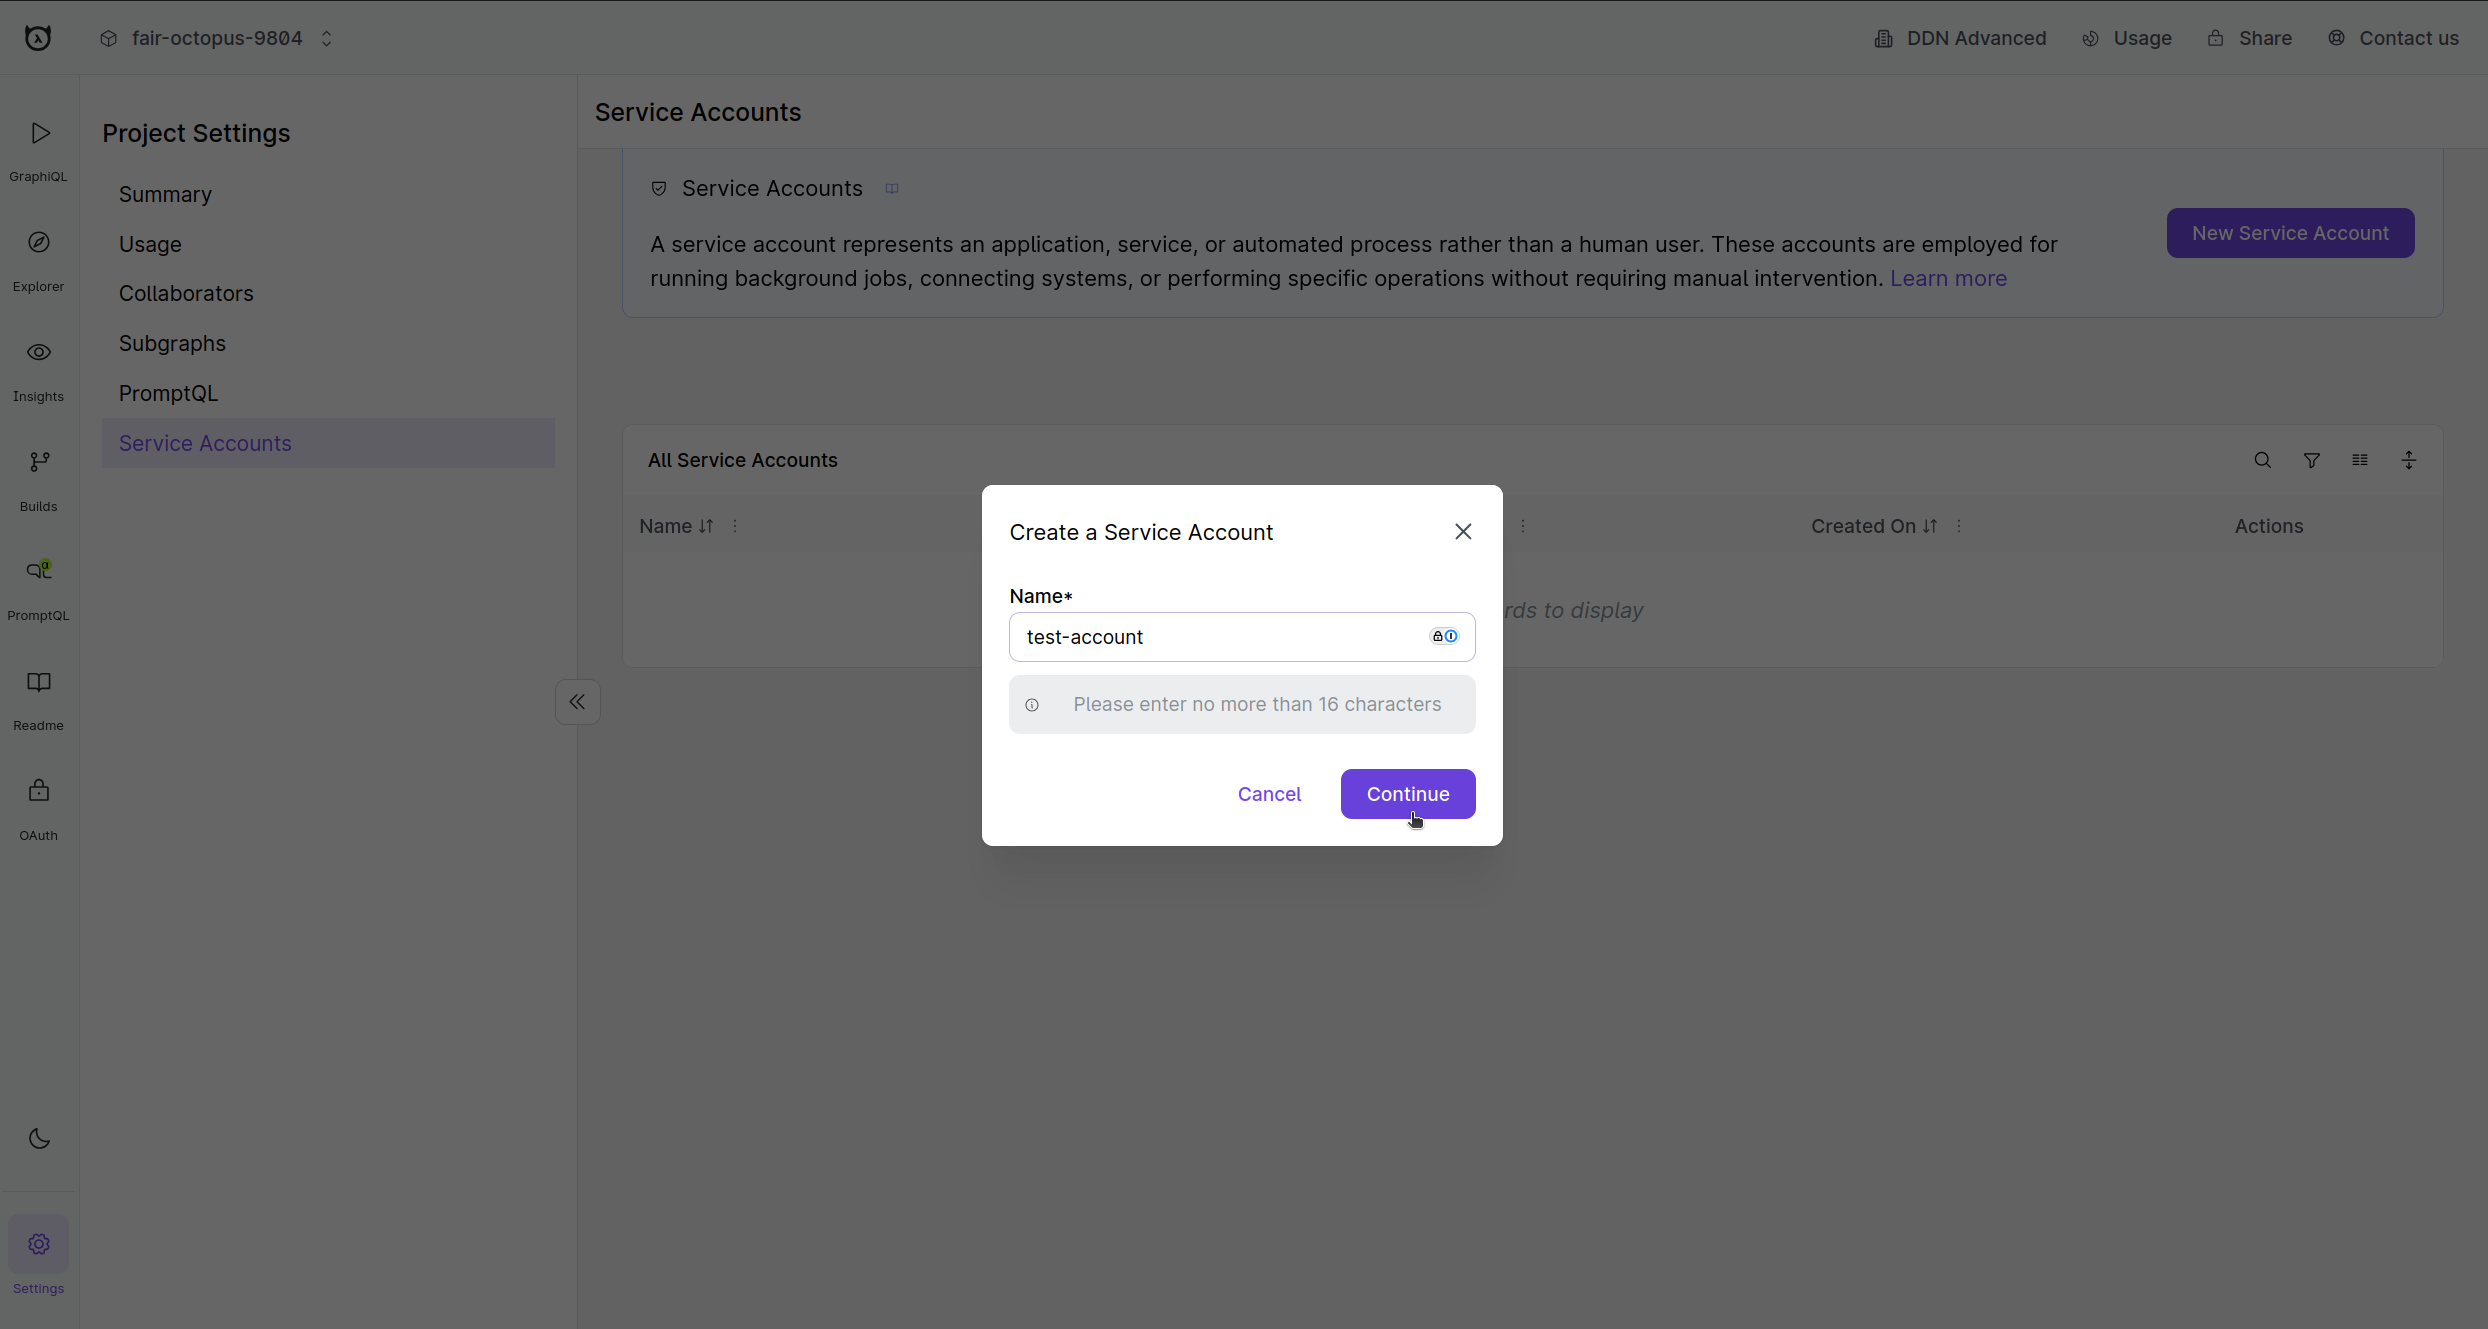 fair-octopus-9804
DDN Advanced
Usage
Share
Contact us
GraphiQL
Explorer
Insights
Builds
PromptQL
Readme
OAuth
Settings
Project Settings
Summary
Usage
Collaborators
Subgraphs
PromptQL
Service Accounts
Service Accounts
Service Accounts
A service account represents an application, service, or automated process rather than a human user. These accounts are employed for
running background jobs, connecting systems, or performing specific operations without requiring manual intervention. Learn more
New Service Account
All Service Accounts
Name
Created On
Actions
rds to display
Create a Service Account
Name*
test-account
Please enter no more than 16 characters
Cancel
Continue